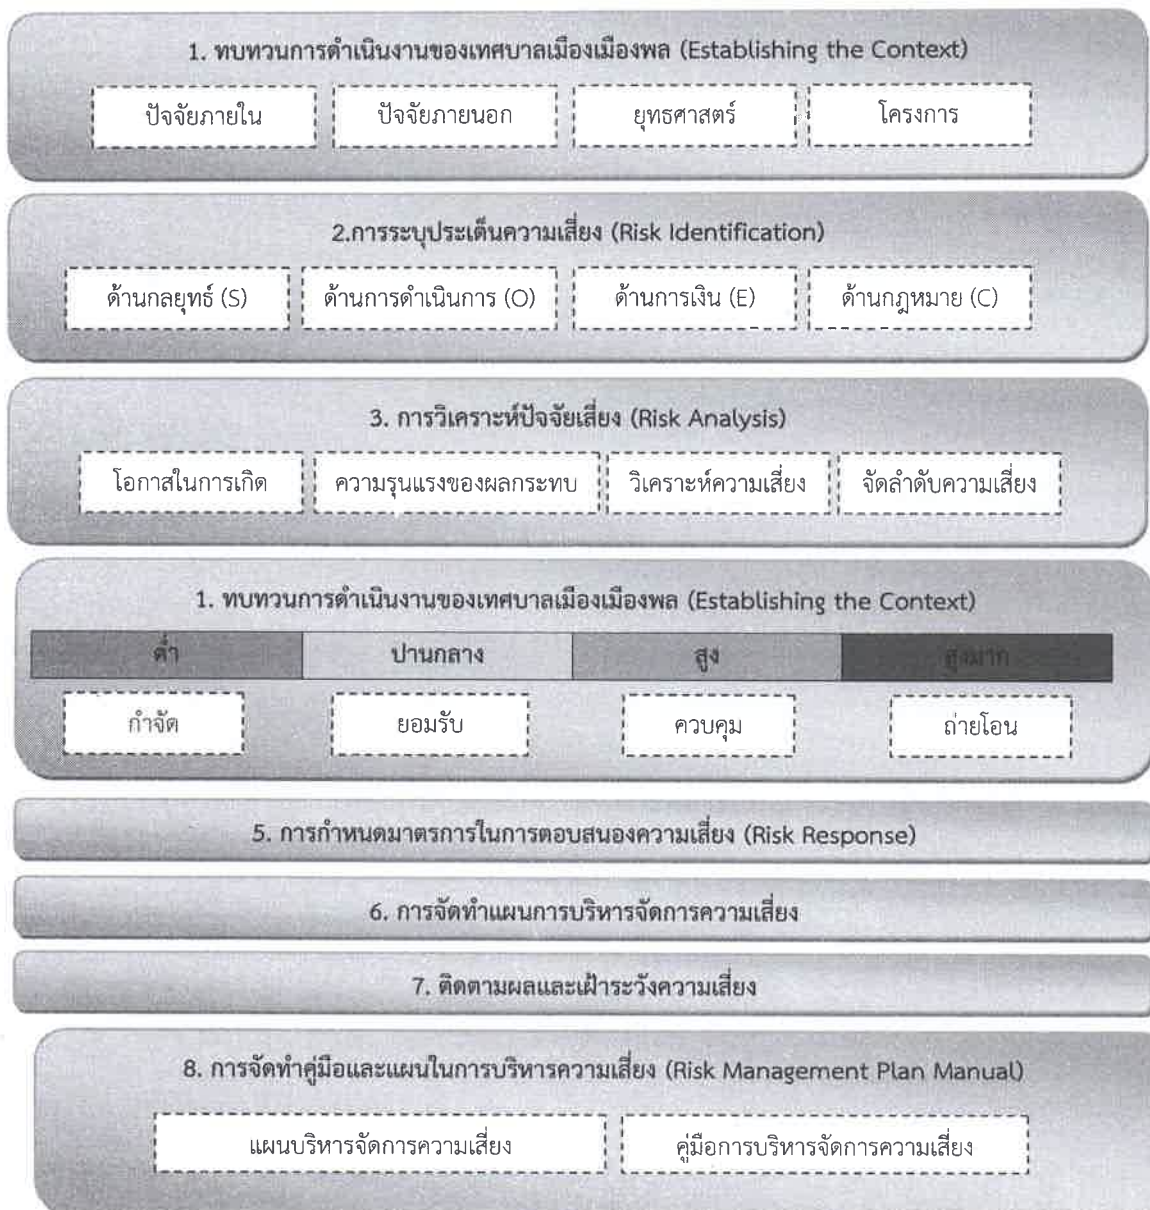 1. ทบทวนการดำเนินงานของเทศบาลเมืองเมืองพล (Establishing the Context)
ปัจจัยภายใน ปัจจัยภายนอก ยุทธศาสตร์ โครงการ
2.การระบุประเด็นความเสี่ยง (Risk Identification)
ด้านกลยุทธ์ (S) ด้านการดำเนินการ (O) ด้านการเงิน (E) ด้านกฎหมาย (C)
3. การวิเคราะห์ปัจจัยเสี่ยง (Risk Analysis)
โอกาสในการเกิด ความรุนแรงของผลกระทบ วิเคราะห์ความเสี่ยง จัดลำดับความเสี่ยง
1. ทบทวนการดำเนินงานของเทศบาลเมืองเมืองพล (Establishing the Context)
ต่ำ ปานกลาง สูง สูงมาก
กำจัด ยอมรับ ควบคุม ถ่ายโอน
5. การกำหนดมาตรการในการตอบสนองความเสี่ยง (Risk Response)
6. การจัดทำแผนการบริหารจัดการความเสี่ยง
7. ติดตามผลและเฝ้าระวังความเสี่ยง
8. การจัดทำคู่มือและแผนในการบริหารความเสี่ยง (Risk Management Plan Manual)
แผนบริหารจัดการความเสี่ยง คู่มือการบริหารจัดการความเสี่ยง